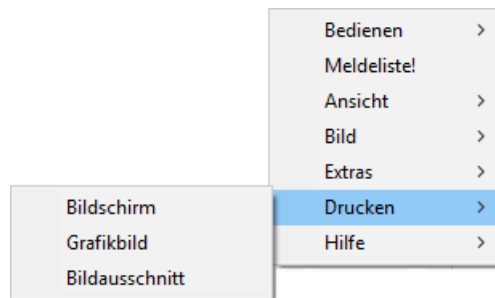 Bedienen
Meldeliste!
Ansicht
Bild
Extras
Drucken
Hilfe
Bildschirm
Grafikbild
Bildausschnitt